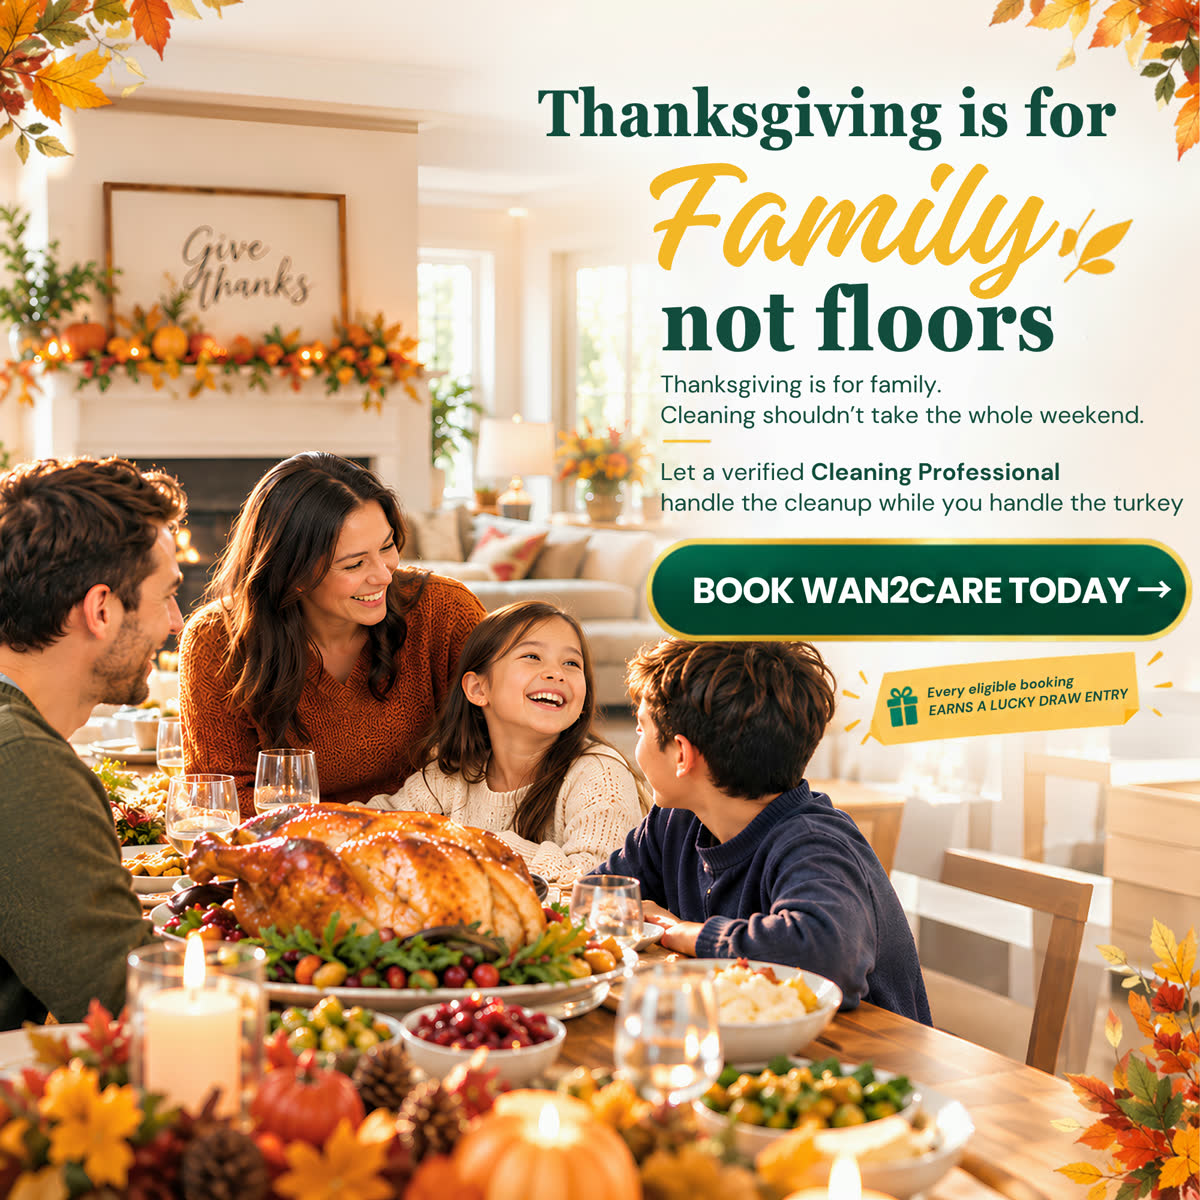 Thanksgiving is for
Family
not floors
Thanksgiving is for family.
Cleaning shouldn't take the whole weekend.
Let a verified Cleaning Professional
handle the cleanup while you handle the turkey
BOOK WAN2CARE TODAY →
Every eligible booking
EARNS A LUCKY DRAW ENTRY
Give
thanks